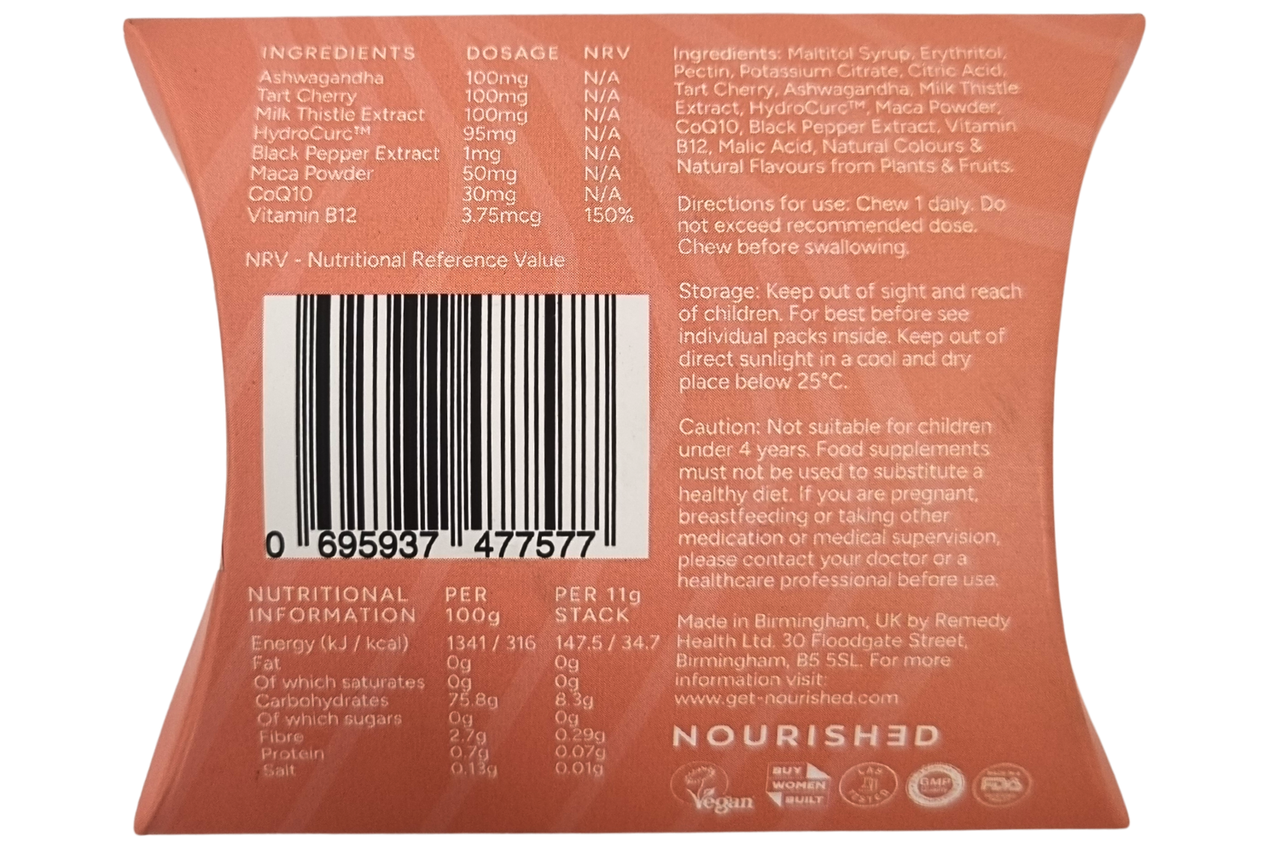 INGREDIENTS DOSAGE NRV
Ashwagandha 100mg N/A
Tart Cherry 100mg N/A
Milk Thistle Extract 100mg N/A
HydroCurc™ 95mg N/A
Black Pepper Extract 1mg N/A
Maca Powder 50mg N/A
CoQ10 30mg N/A
Vitamin B12 3.75mcg 150%
NRV - Nutritional Reference Value
0 695937 477577
NUTRITIONAL INFORMATION PER 100g PER 11g STACK
Energy (kJ / kcal) 1341 / 316 147.5 / 34.7
Fat 0g 0g
Of which saturates 0g 0g
Carbohydrates 75.8g 8.3g
Of which sugars 0g 0g
Fibre 2.7g 0.29g
Protein 0.7g 0.07g
Salt 0.13g 0.01g
Ingredients: Maltitol Syrup, Erythritol,
Pectin, Potassium Citrate, Citric Acid,
Tart Cherry, Ashwagandha, Milk Thistle
Extract, HydroCurc™, Maca Powder,
CoQ10, Black Pepper Extract, Vitamin
B12, Malic Acid, Natural Colours &
Natural Flavours from Plants & Fruits.
Directions for use: Chew 1 daily. Do
not exceed recommended dose.
Chew before swallowing.
Storage: Keep out of sight and reach
of children. For best before see
individual packs inside. Keep out of
direct sunlight in a cool and dry
place below 25°C.
Caution: Not suitable for children
under 4 years. Food supplements
must not be used to substitute a
healthy diet. If you are pregnant,
breastfeeding or taking other
medication or medical supervision,
please contact your doctor or a
healthcare professional before use.
Made in Birmingham, UK by Remedy
Health Ltd. 30 Floodgate Street,
Birmingham, B5 5SL. For more
information visit:
www.get-nourished.com
NOURISHED
Vegan
BUY
WOMEN
BUILT
LAB
TESTED
GMP
FDA